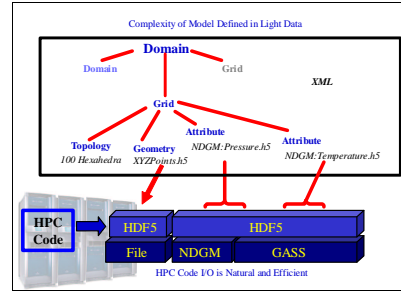 Complexity of Model Defined in Light Data
Domain
Domain
Grid
XML
Grid
Topology
100 Hexahedra
Geometry
XYZPoints.h5
Attribute
NDGM:Pressure.h5
Attribute
NDGM:Temperature.h5
HPC
Code
HDF5
HDF5
File
NDGM
GASS
HPC Code I/O is Natural and Efficient